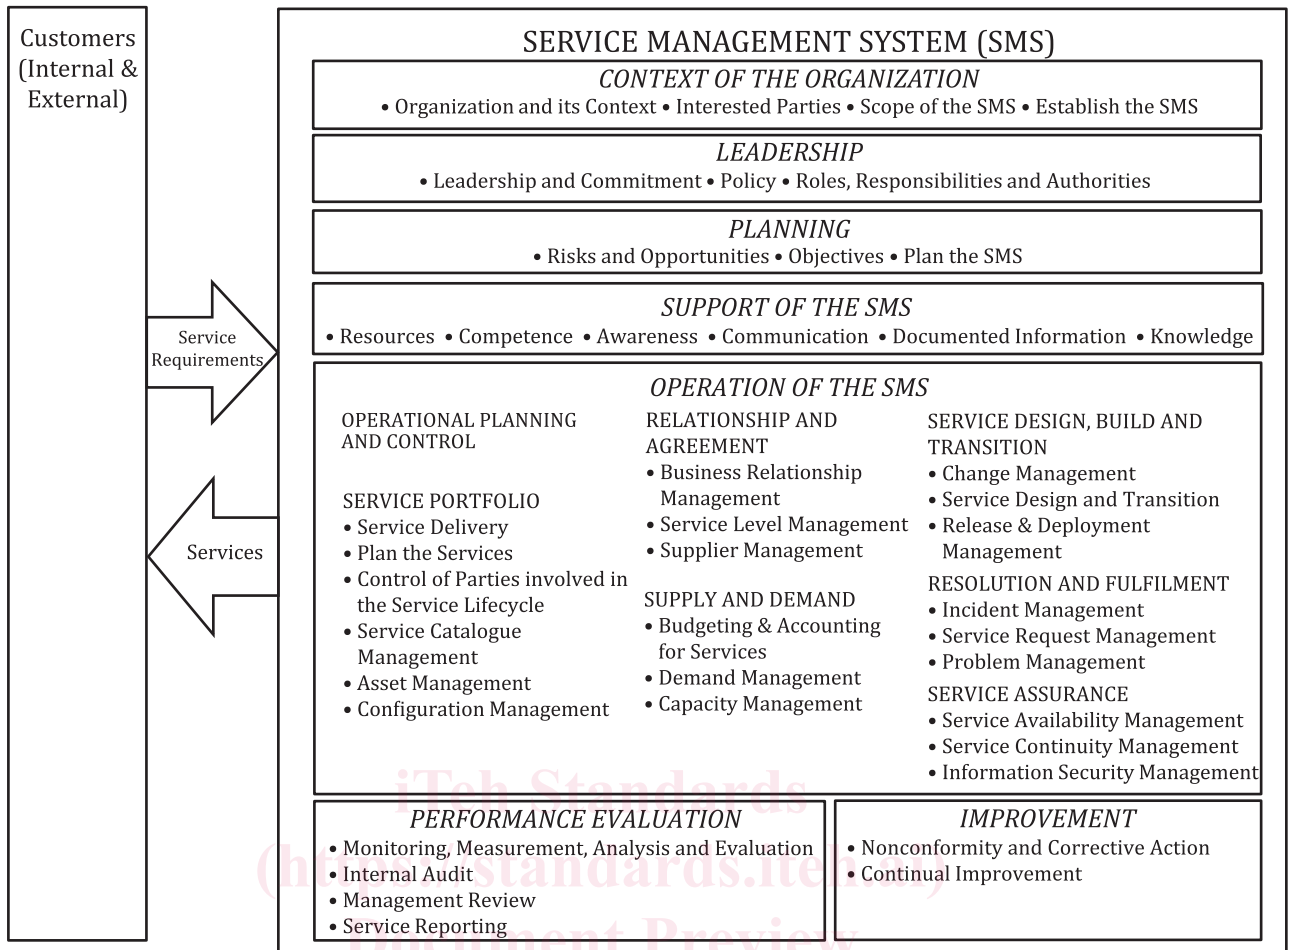 Customers
(Internal &
External)
SERVICE MANAGEMENT SYSTEM (SMS)
CONTEXT OF THE ORGANIZATION
• Organization and its Context • Interested Parties • Scope of the SMS • Establish the SMS
LEADERSHIP
• Leadership and Commitment • Policy • Roles, Responsibilities and Authorities
PLANNING
• Risks and Opportunities • Objectives • Plan the SMS
SUPPORT OF THE SMS
• Resources • Competence • Awareness • Communication • Documented Information • Knowledge
Service
Requirements
Services
OPERATION OF THE SMS
OPERATIONAL PLANNING
AND CONTROL
SERVICE PORTFOLIO
• Service Delivery
• Plan the Services
• Control of Parties involved in
the Service Lifecycle
• Service Catalogue
Management
• Asset Management
• Configuration Management
RELATIONSHIP AND
AGREEMENT
• Business Relationship
Management
• Service Level Management
• Supplier Management
SUPPLY AND DEMAND
• Budgeting & Accounting
for Services
• Demand Management
• Capacity Management
SERVICE DESIGN, BUILD AND
TRANSITION
• Change Management
• Service Design and Transition
• Release & Deployment
Management
RESOLUTION AND FULFILMENT
• Incident Management
• Service Request Management
• Problem Management
SERVICE ASSURANCE
• Service Availability Management
• Service Continuity Management
• Information Security Management
PERFORMANCE EVALUATION
• Monitoring, Measurement, Analysis and Evaluation
• Internal Audit
• Management Review
• Service Reporting
IMPROVEMENT
• Nonconformity and Corrective Action
• Continual Improvement
iTeh Standards
(https://standards.iteh.ai)
Document Preview